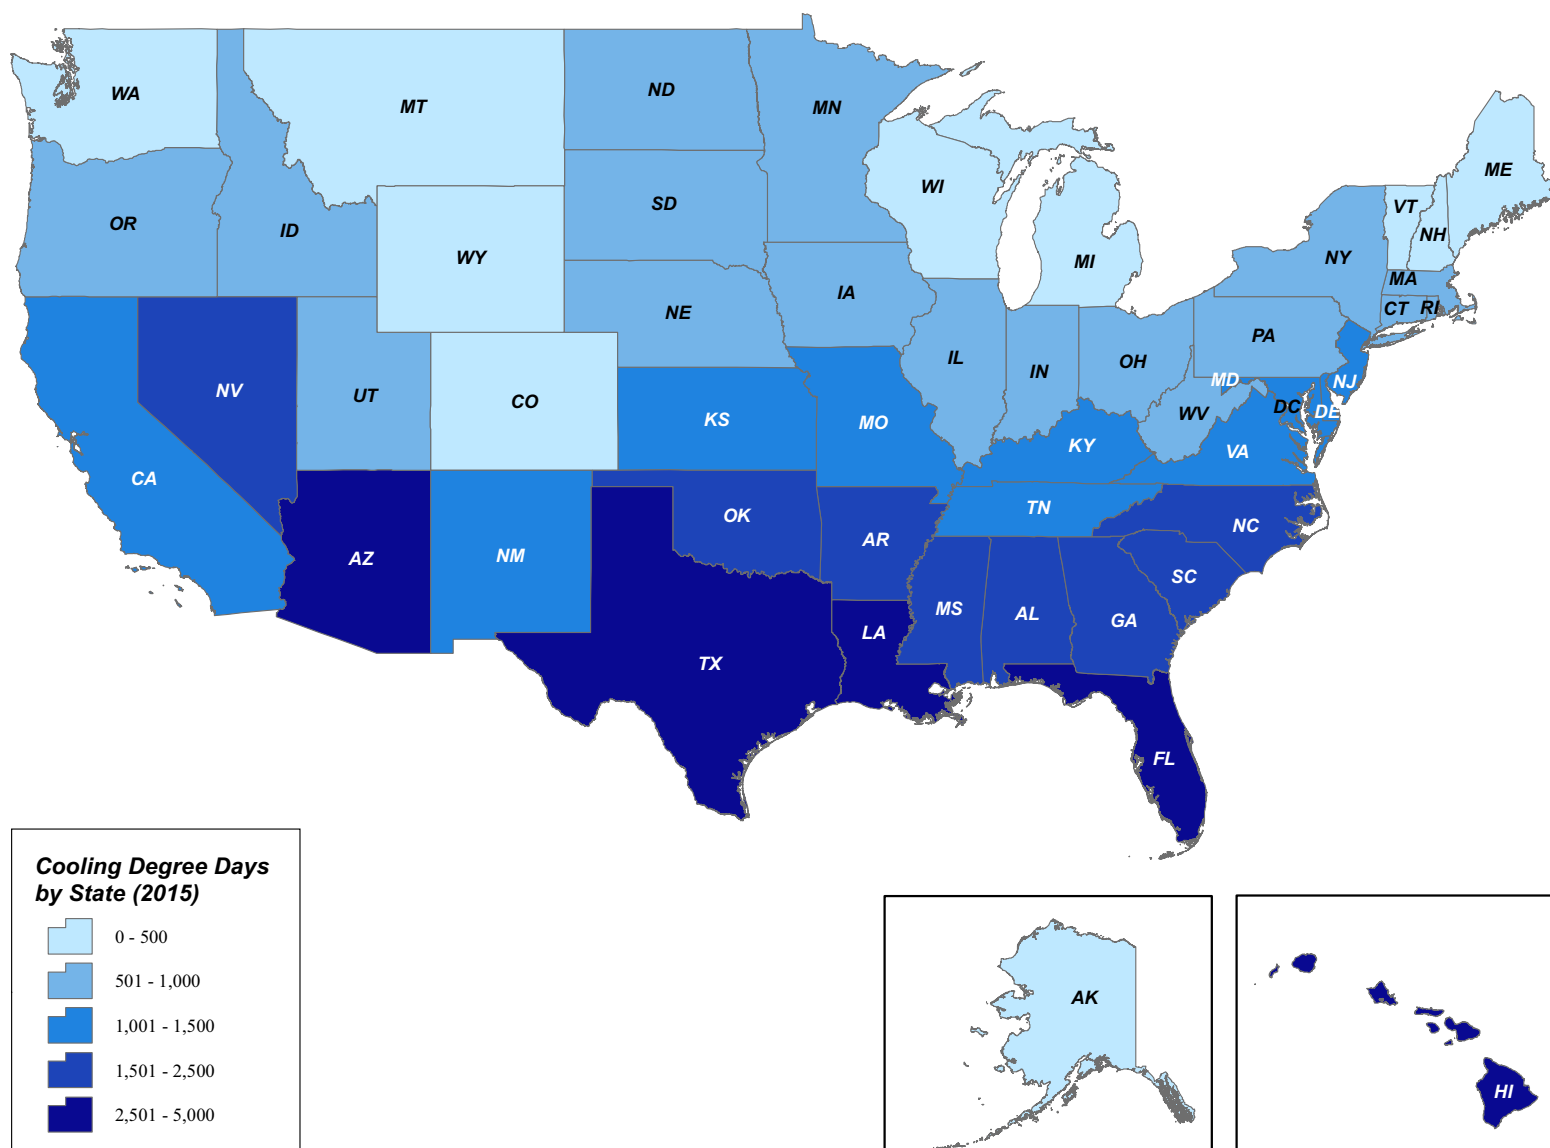 WA
MT
ND
MN
ME
WI
VT
SD
OR
ID
NH
WY
NY
MI
MA
IA
NE
CT
RI
PA
IL
IN
OH
MD
NJ
NV
UT
CO
DC
DE
WV
KS
MO
KY
VA
CA
TN
OK
NC
AR
AZ
NM
SC
MS
AL
GA
LA
TX
FL
Cooling Degree Days
by State (2015)
0 - 500
501 - 1,000
1,001 - 1,500
1,501 - 2,500
2,501 - 5,000
AK
HI